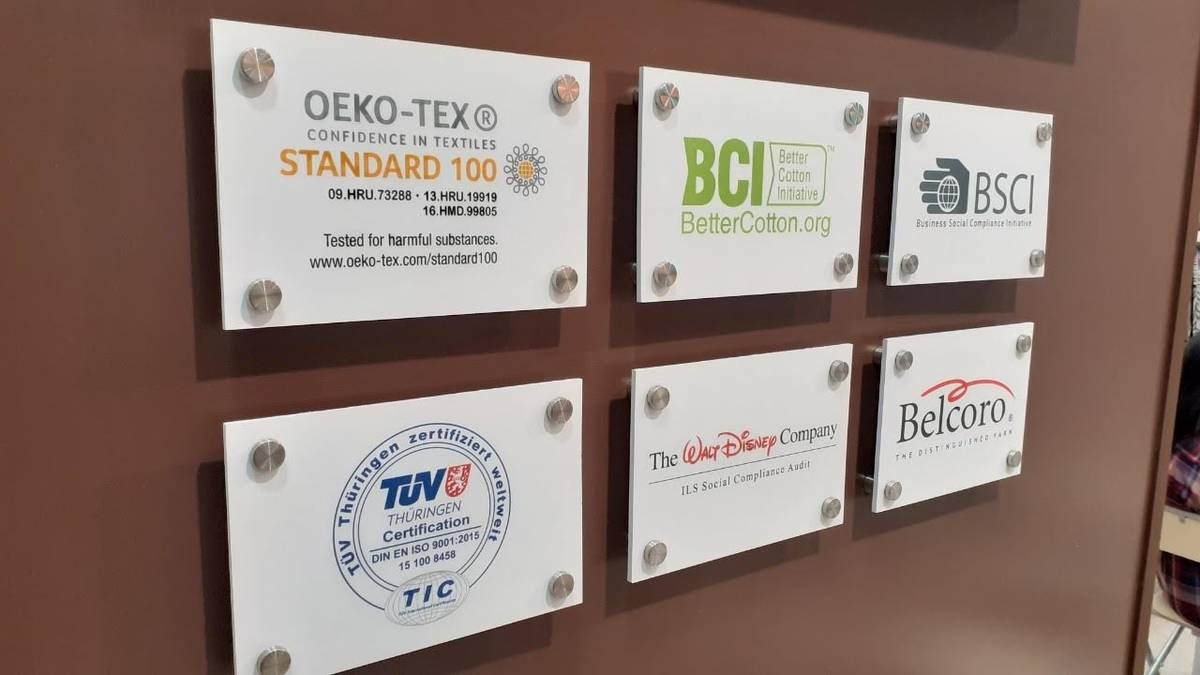 OEKO-TEX®
CONFIDENCE IN TEXTILES
STANDARD 100
09.HRU.73288 · 13.HRU.19919
16.HMD.99805
Tested for harmful substances.
www.oeko-tex.com/standard100
BCI
Better
Cotton
Initiative
™
BetterCotton.org
BSCI
Business Social Compliance Initiative
TÜV Thüringen zertifiziert weltweit
TÜV
THÜRINGEN
Certification
DIN EN ISO 9001:2015
15 100 8458
TIC
The WALT DISNEY Company
ILS Social Compliance Audit
Belcoro®
THE DISTINGUISHED YARN